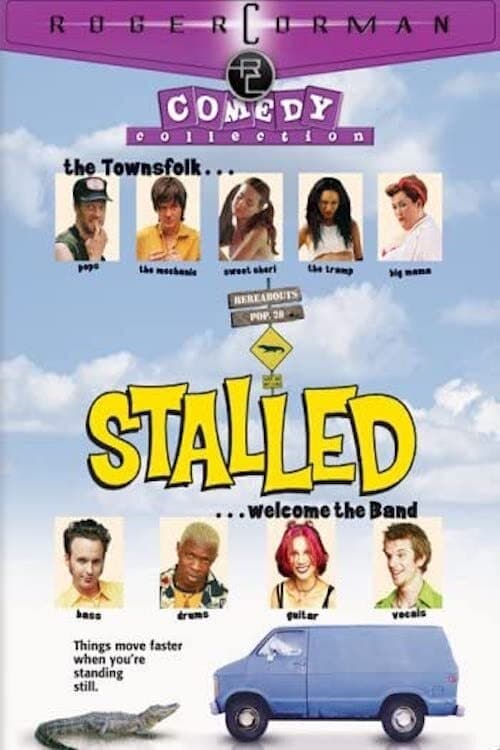 ROGER CORMAN
RC
COMEDY
collection
the Townsfolk...
pops
the mechanic
sweet sheri
the tramp
big mama
HEREABOUTS
POP. 28
STALLED
...welcome the Band
bass
drums
guitar
vocals
Things move faster
when you're
standing
still.